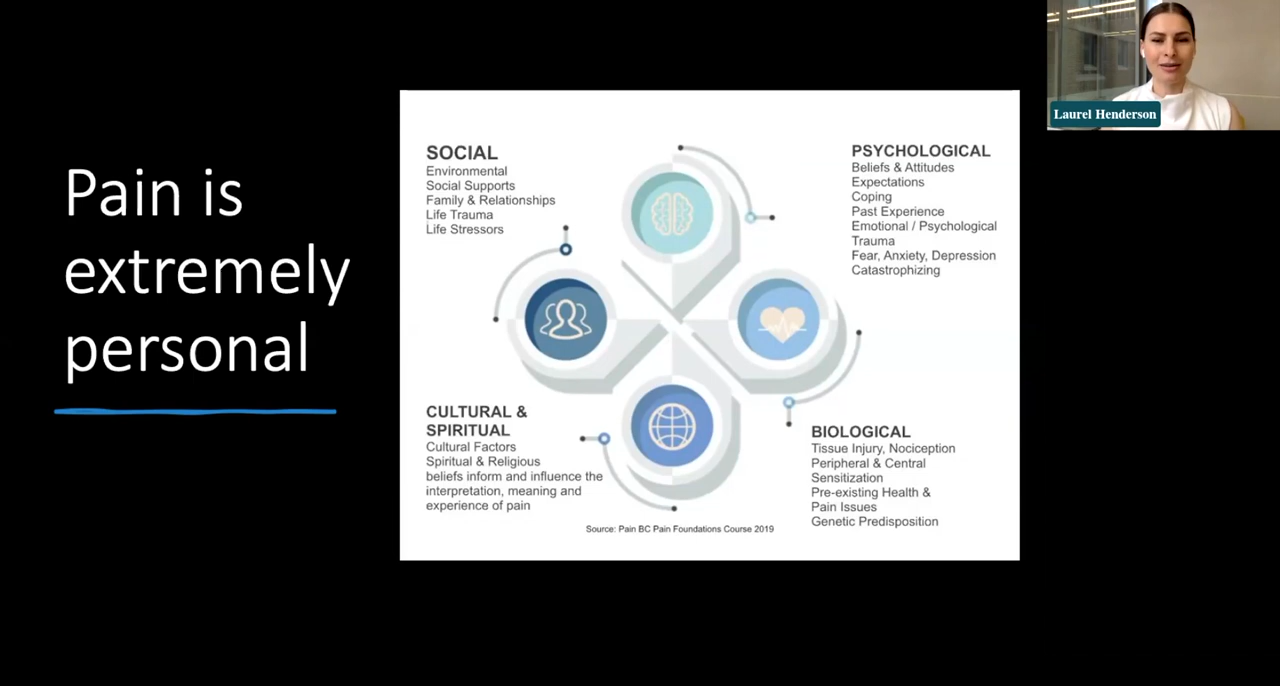 Pain is
extremely
personal
SOCIAL
Environmental
Social Supports
Family & Relationships
Life Trauma
Life Stressors
PSYCHOLOGICAL
Beliefs & Attitudes
Expectations
Coping
Past Experience
Emotional / Psychological
Trauma
Fear, Anxiety, Depression
Catastrophizing
CULTURAL &
SPIRITUAL
Cultural Factors
Spiritual & Religious
beliefs inform and influence the
interpretation, meaning and
experience of pain
BIOLOGICAL
Tissue Injury, Nociception
Peripheral & Central
Sensitization
Pre-existing Health &
Pain Issues
Genetic Predisposition
Source: Pain BC Pain Foundations Course 2019
Laurel Henderson